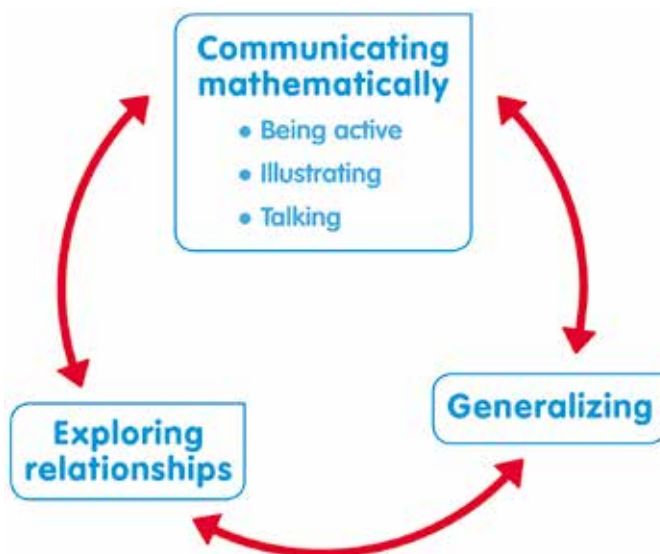 Communicating
mathematically
• Being active
• Illustrating
• Talking
Exploring
relationships
Generalizing